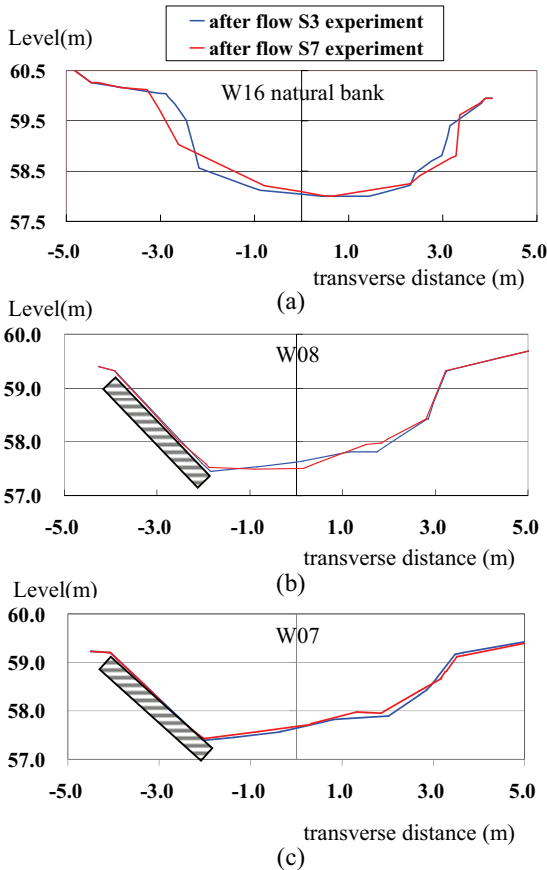 after flow S3 experiment
after flow S7 experiment
Level(m)
60.5
59.5
58.5
57.5
W16 natural bank
-5.0 -3.0 -1.0 1.0 3.0 5.0
transverse distance (m)
(a)
Level(m)
60.0
59.0
58.0
57.0
W08
-5.0 -3.0 -1.0 1.0 3.0 5.0
transverse distance (m)
(b)
Level(m)
60.0
59.0
58.0
57.0
W07
-5.0 -3.0 -1.0 1.0 3.0 5.0
transverse distance (m)
(c)